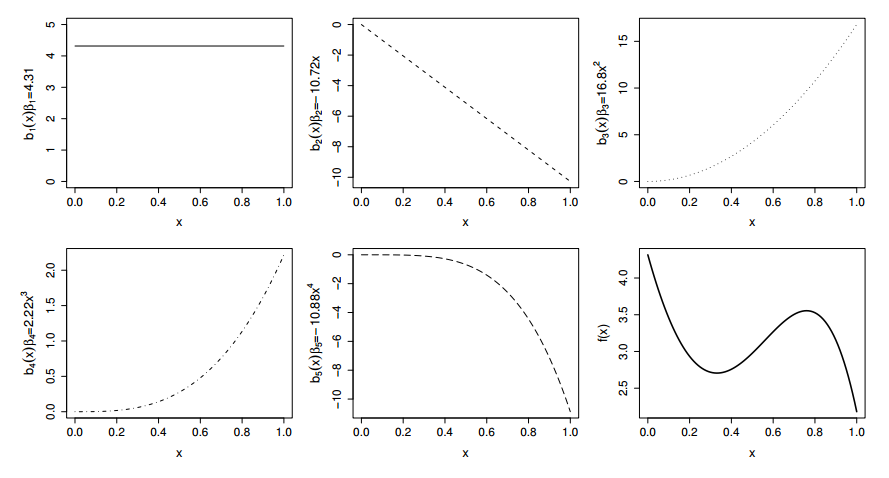 b₁(x)β₁=4.31
5
4
3
2
1
0
0.0 0.2 0.4 0.6 0.8 1.0
x
b₂(x)β₂=−10.72x
0
−2
−4
−6
−8
−10
0.0 0.2 0.4 0.6 0.8 1.0
x
b₃(x)β₃=16.8x²
15
10
5
0
0.0 0.2 0.4 0.6 0.8 1.0
x
b₄(x)β₄=2.22x³
2.0
1.5
1.0
0.5
0.0
0.0 0.2 0.4 0.6 0.8 1.0
x
b₅(x)β₅=−10.88x⁴
0
−2
−4
−6
−8
−10
0.0 0.2 0.4 0.6 0.8 1.0
x
f(x)
4.0
3.5
3.0
2.5
0.0 0.2 0.4 0.6 0.8 1.0
x